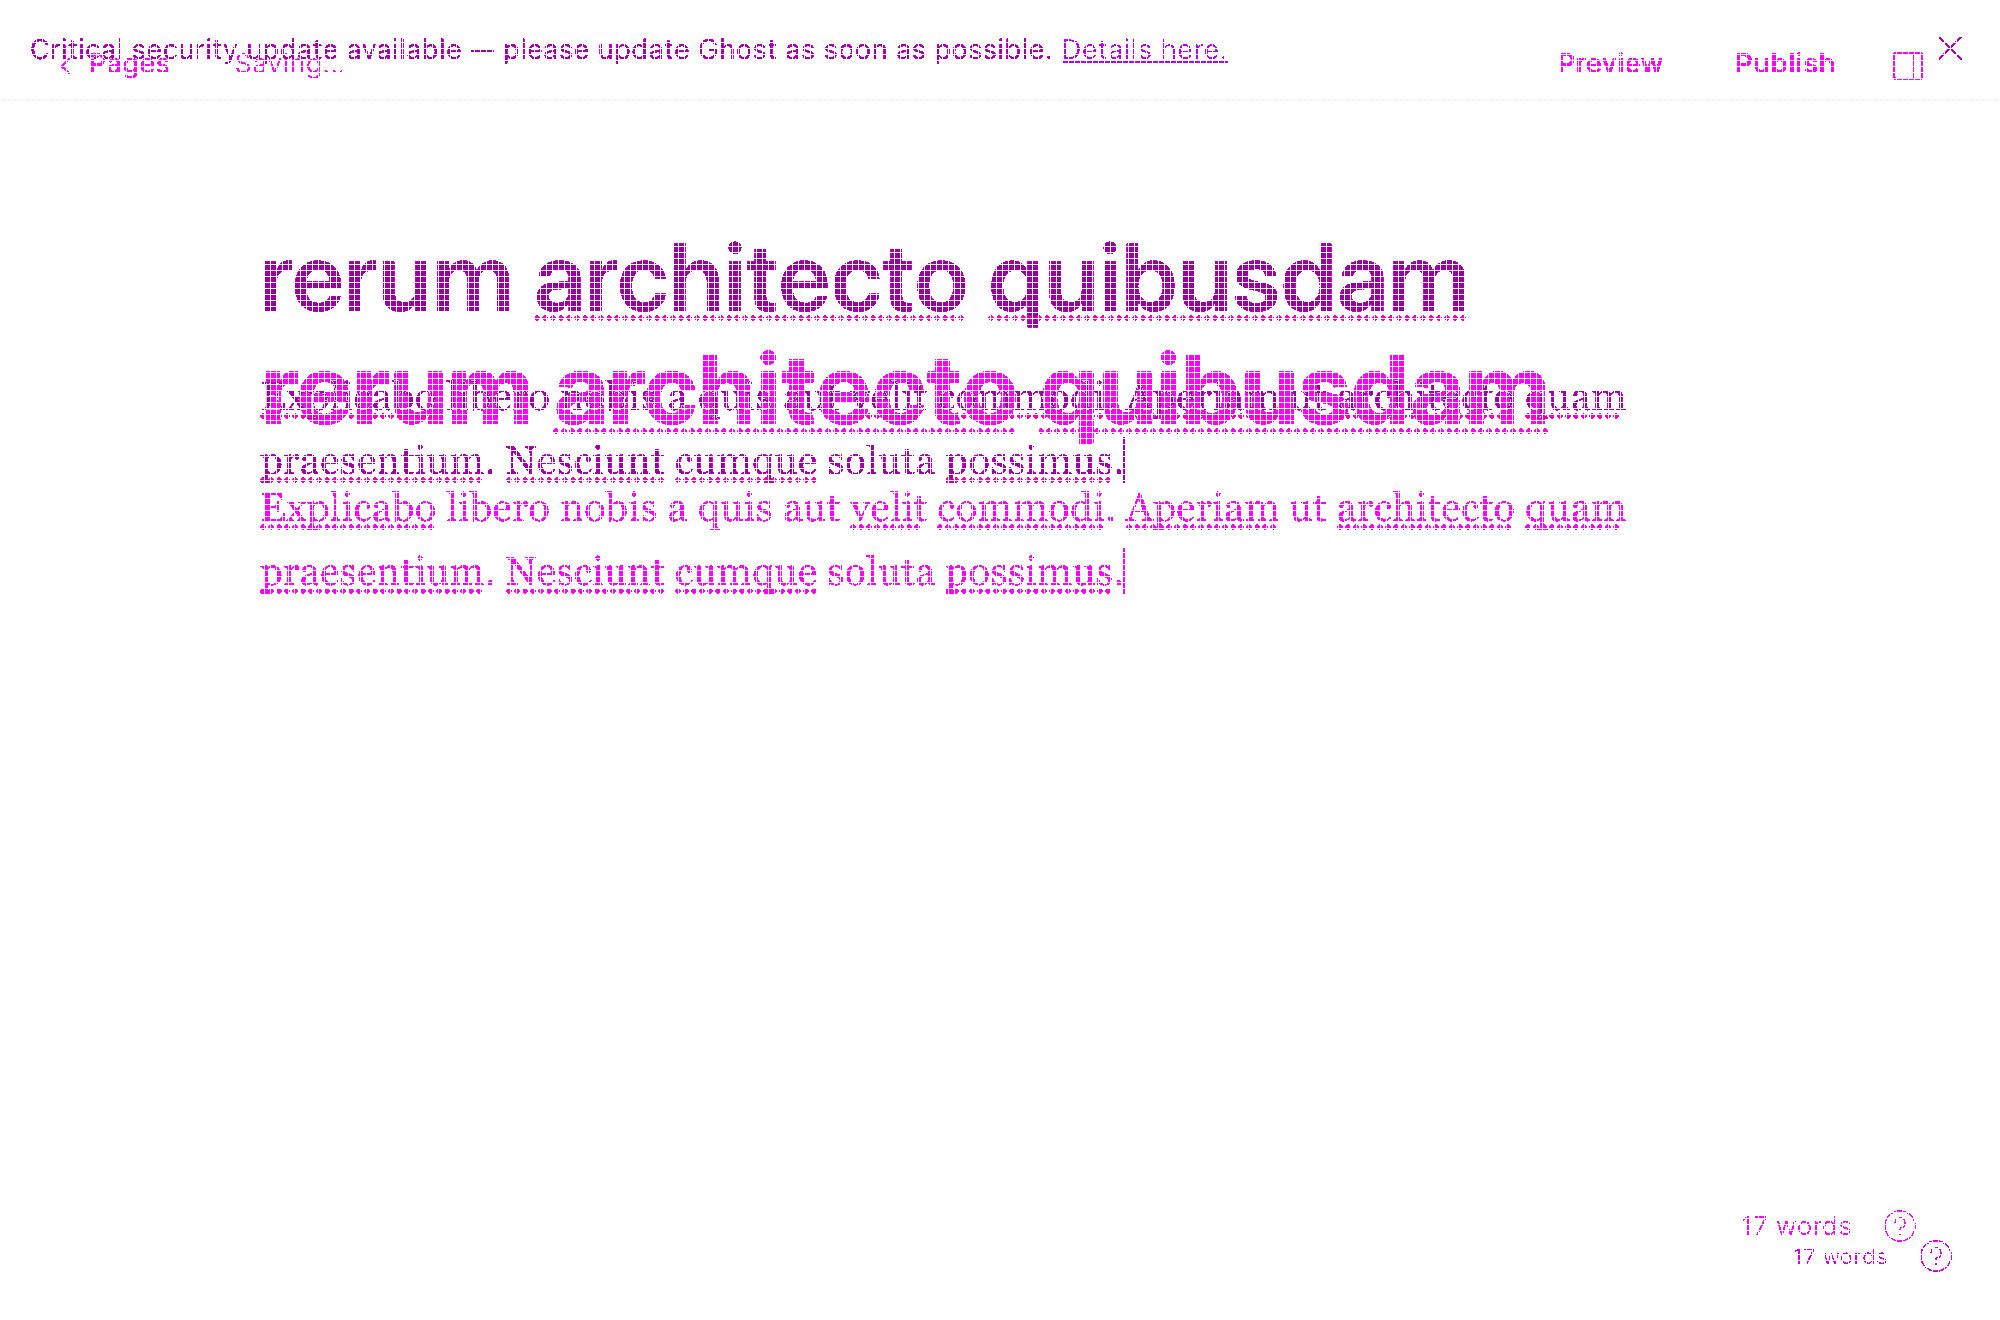 Critical security update available — please update Ghost as soon as possible. Details here.
Pages Saving... Preview Publish
rerum architecto quibusdam
rerum architecto quibusdam
Explicabo libero nobis a quis aut velit commodi. Aperiam ut architecto quam
praesentium. Nesciunt cumque soluta possimus.
Explicabo libero nobis a quis aut velit commodi. Aperiam ut architecto quam
praesentium. Nesciunt cumque soluta possimus.
17 words ?
17 words ?